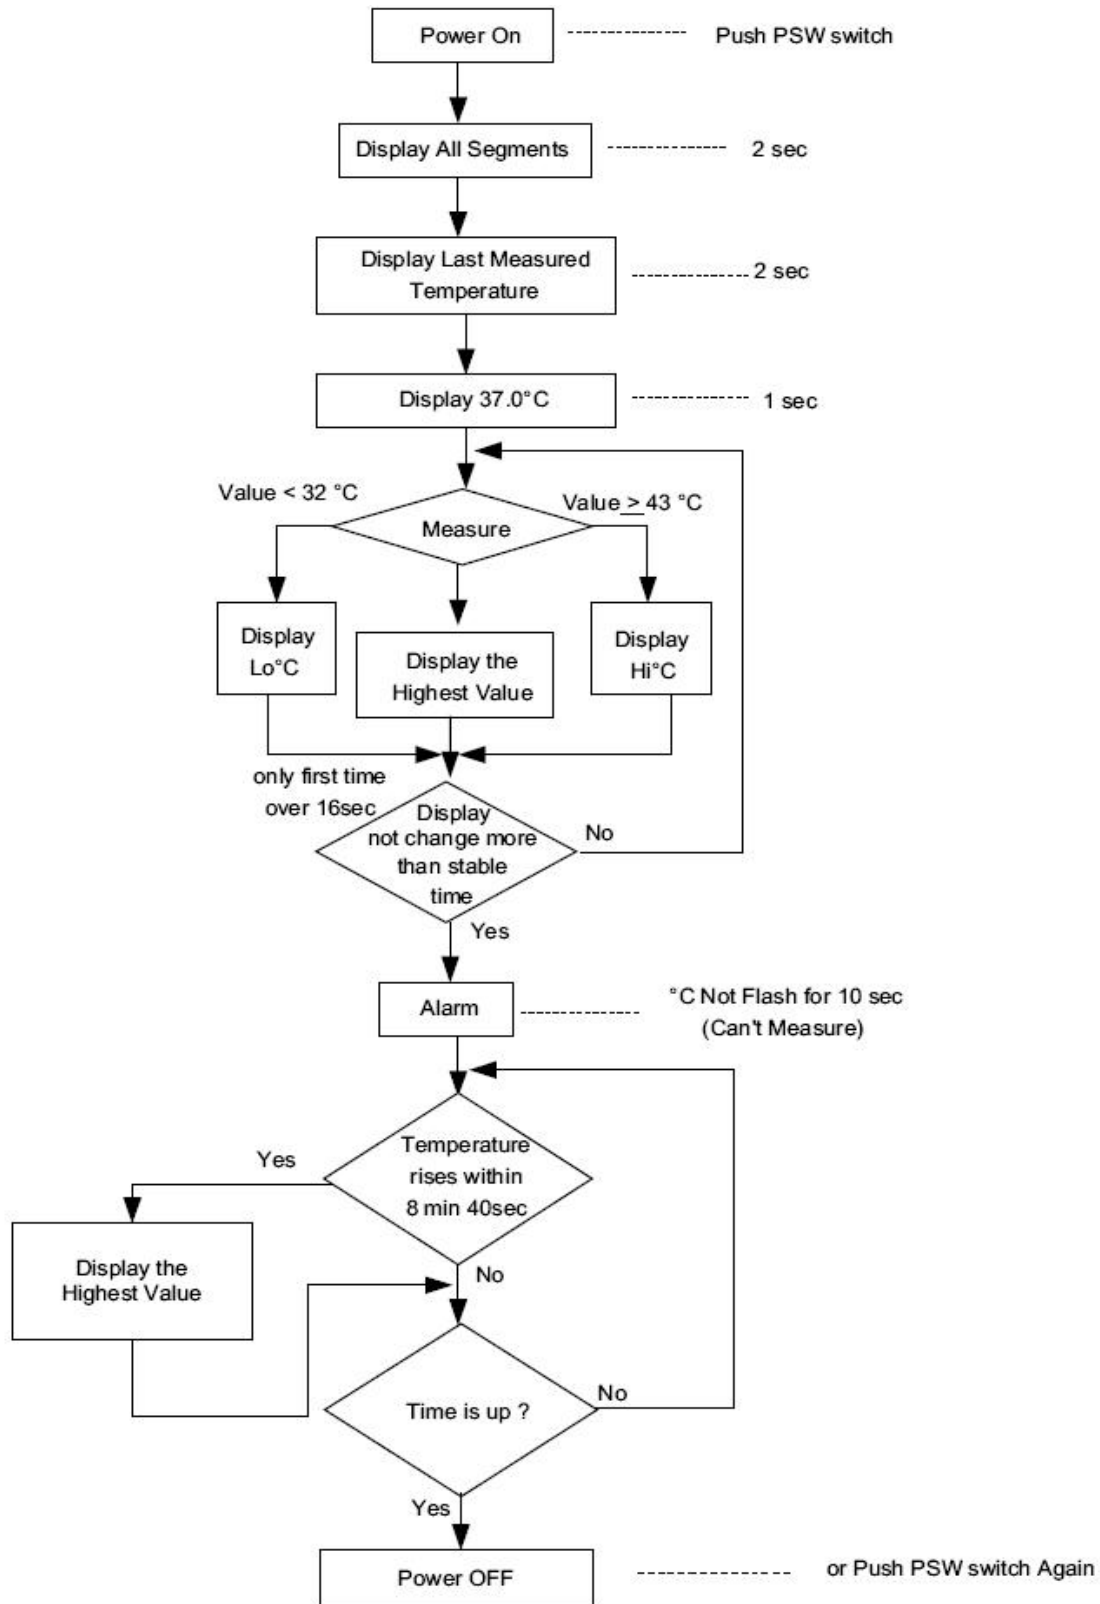 Power On
Push PSW switch
Display All Segments
2 sec
Display Last Measured
Temperature
2 sec
Display 37.0°C
1 sec
Value < 32 °C
Value ≥ 43 °C
Measure
Display
Lo°C
Display the
Highest Value
Display
Hi°C
only first time
over 16sec
Display
not change more
than stable
time
No
Yes
Alarm
°C Not Flash for 10 sec
(Can't Measure)
Temperature
rises within
8 min 40sec
Yes
Display the
Highest Value
No
Time is up ?
No
Yes
Power OFF
or Push PSW switch Again